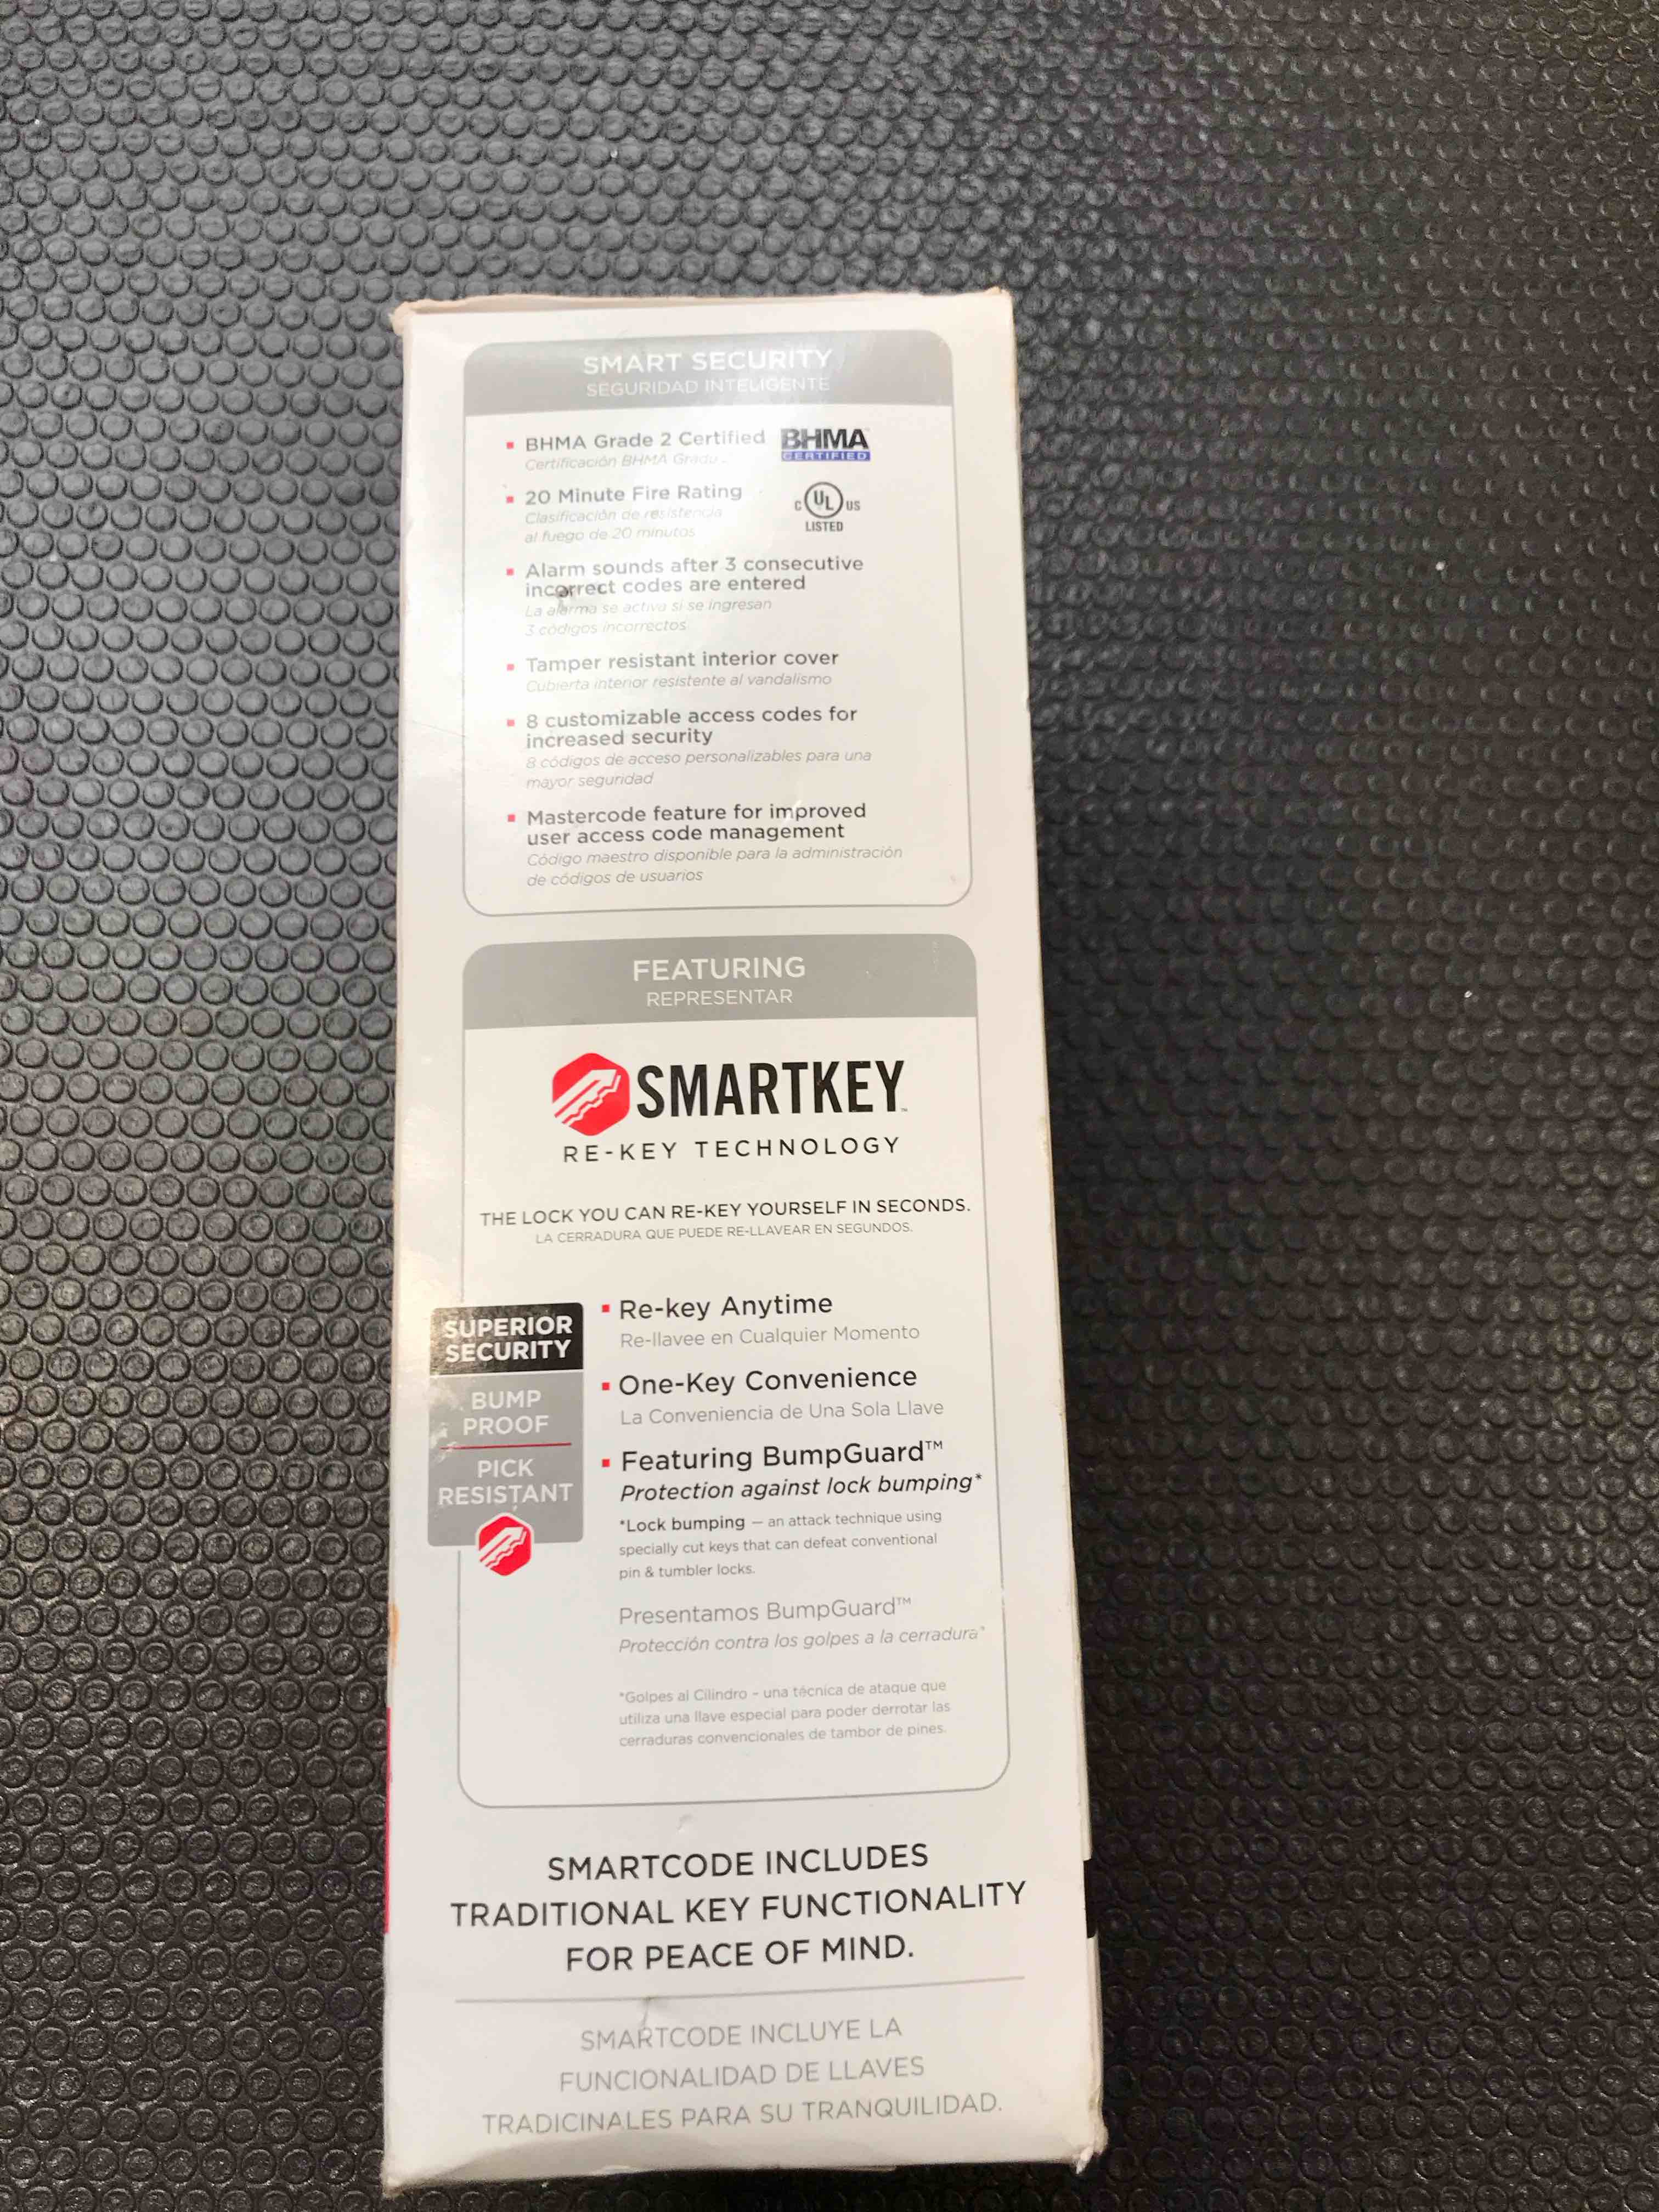 SMART SECURITY
SEGURIDAD INTELIGENTE
BHMA Grade 2 Certified
Certificación BHMA Grado
BHMA
CERTIFIED
20 Minute Fire Rating
Clasificación de resistencia
al fuego de 20 minutos
C UL US
LISTED
Alarm sounds after 3 consecutive
incorrect codes are entered
La alarma se activa si se ingresan
3 códigos incorrectos
Tamper resistant interior cover
Cubierta interior resistente al vandalismo
8 customizable access codes for
increased security
8 códigos de acceso personalizables para una
mayor seguridad
Mastercode feature for improved
user access code management
Código maestro disponible para la administración
de códigos de usuarios
FEATURING
REPRESENTAR
SMARTKEY™
RE-KEY TECHNOLOGY
THE LOCK YOU CAN RE-KEY YOURSELF IN SECONDS.
LA CERRADURA QUE PUEDE RE-LLAVEAR EN SEGUNDOS.
SUPERIOR
SECURITY
BUMP
PROOF
PICK
RESISTANT
Re-key Anytime
Re-llavee en Cualquier Momento
One-Key Convenience
La Conveniencia de Una Sola Llave
Featuring BumpGuard™
Protection against lock bumping*
*Lock bumping – an attack technique using
specially cut keys that can defeat conventional
pin & tumbler locks.
Presentamos BumpGuard™
Protección contra los golpes a la cerradura*
*Golpes al Cilindro - una técnica de ataque que
utiliza una llave especial para poder derrotar las
cerraduras convencionales de tambor de pines.
SMARTCODE INCLUDES
TRADITIONAL KEY FUNCTIONALITY
FOR PEACE OF MIND.
SMARTCODE INCLUYE LA
FUNCIONALIDAD DE LLAVES
TRADICINALES PARA SU TRANQUILIDAD.